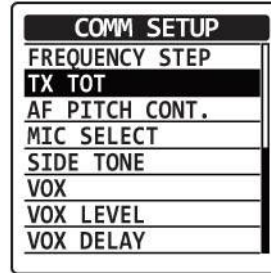 COMM SETUP
FREQUENCY STEP
TX TOT
AF PITCH CONT.
MIC SELECT
SIDE TONE
VOX
VOX LEVEL
VOX DELAY